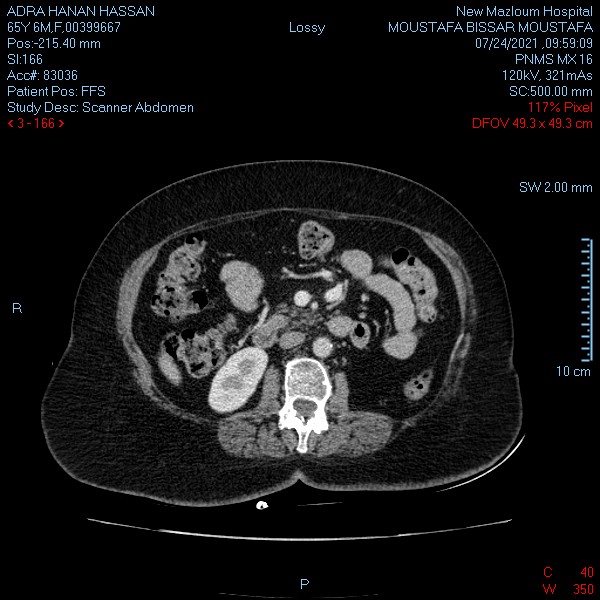 ADRA HANAN HASSAN
65Y 6M,F,00399667
Pos:-215.40 mm
SI:166
Acc#: 83036
Patient Pos: FFS
Study Desc: Scanner Abdomen
< 3 - 166 >
Lossy
New Mazloum Hospital
MOUSTAFA BISSAR MOUSTAFA
07/24/2021 ,09:59:09
PNMS MX 16
120kV, 321mAs
SC:500.00 mm
117% Pixel
DFOV 49.3 x 49.3 cm
SW 2.00 mm
R
10 cm
P
C 40
W 350